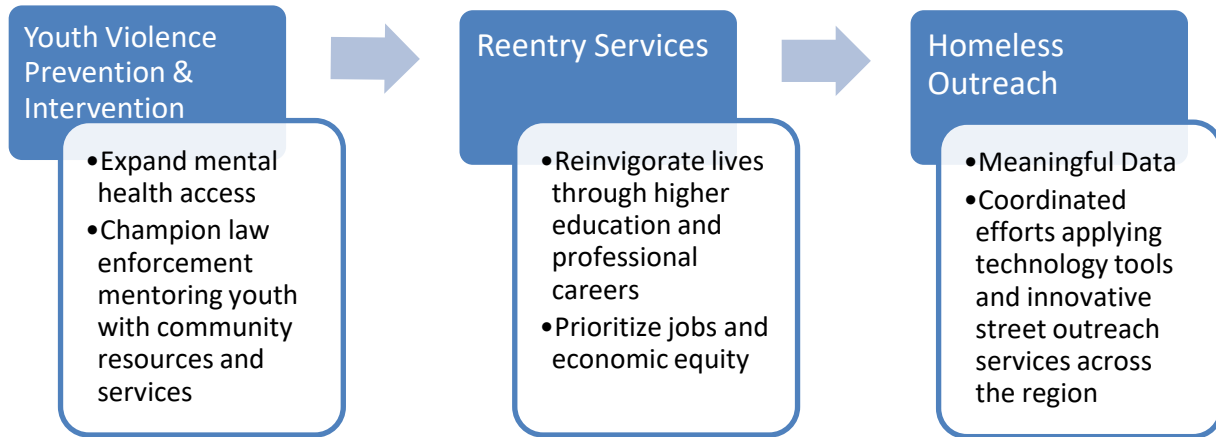 Youth Violence
Prevention &
Intervention
•Expand mental
health access
•Champion law
enforcement
mentoring youth
with community
resources and
services
Reentry Services
•Reinvigorate lives
through higher
education and
professional
careers
•Prioritize jobs and
economic equity
Homeless
Outreach
•Meaningful Data
•Coordinated
efforts applying
technology tools
and innovative
street outreach
services across
the region